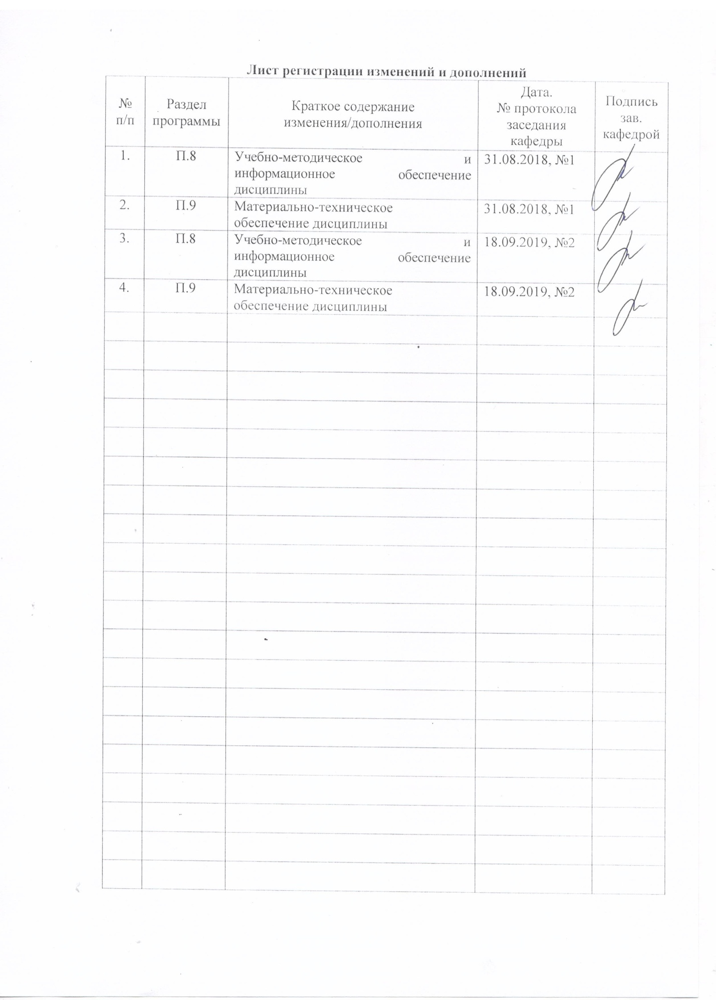 Лист регистрации изменений и дополнений
№
п/п
Раздел
программы
Краткое содержание
изменения/дополнения
Дата.
№ протокола
заседания
кафедры
Подпись
зав.
кафедрой
1.
П.8
Учебно-методическое и
информационное обеспечение
дисциплины
31.08.2018, №1
2.
П.9
Материально-техническое
обеспечение дисциплины
31.08.2018, №1
3.
П.8
Учебно-методическое и
информационное обеспечение
дисциплины
18.09.2019, №2
4.
П.9
Материально-техническое
обеспечение дисциплины
18.09.2019, №2